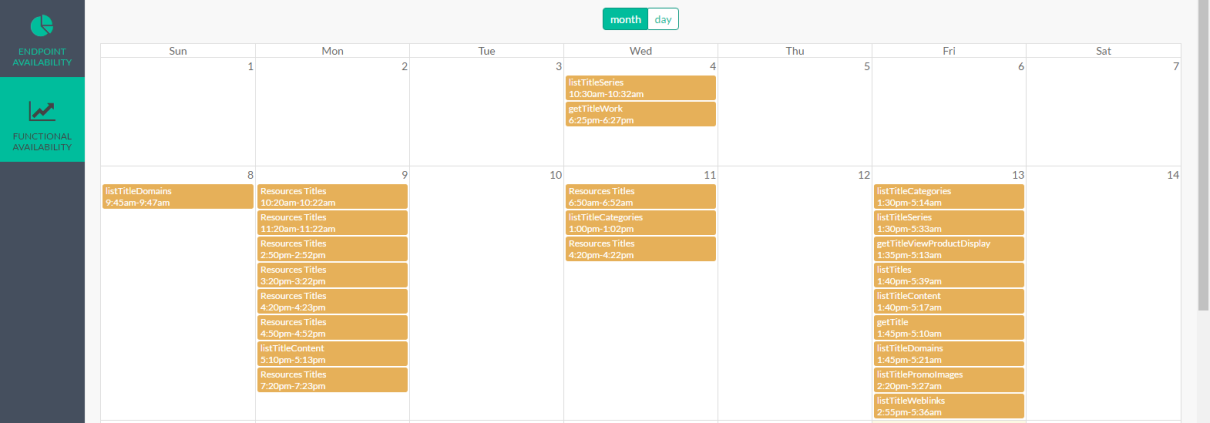 month day
ENDPOINT
AVAILABILITY
FUNCTIONAL
AVAILABILITY
Sun Mon Tue Wed Thu Fri Sat
1 2 3 4 5 6 7
listTitleSeries
10:30am-10:32am
getTitleWork
6:25pm-6:27pm
8 9 10 11 12 13 14
listTitleDomains
9:45am-9:47am
Resources Titles
10:20am-10:22am
Resources Titles
11:20am-11:22am
Resources Titles
2:50pm-2:52pm
Resources Titles
3:20pm-3:22pm
Resources Titles
4:20pm-4:23pm
Resources Titles
4:50pm-4:52pm
listTitleContent
5:10pm-5:13pm
Resources Titles
7:20pm-7:23pm
Resources Titles
6:50am-6:52am
listTitleCategories
1:00pm-1:02pm
Resources Titles
4:20pm-4:22pm
listTitleCategories
1:30pm-5:14am
listTitleSeries
1:30pm-5:33am
getTitleViewProductDisplay
1:35pm-5:13am
listTitles
1:40pm-5:39am
listTitleContent
1:40pm-5:17am
getTitle
1:45pm-5:10am
listTitleDomains
1:45pm-5:21am
listTitlePromoImages
2:20pm-5:27am
listTitleWeblinks
2:55pm-5:36am